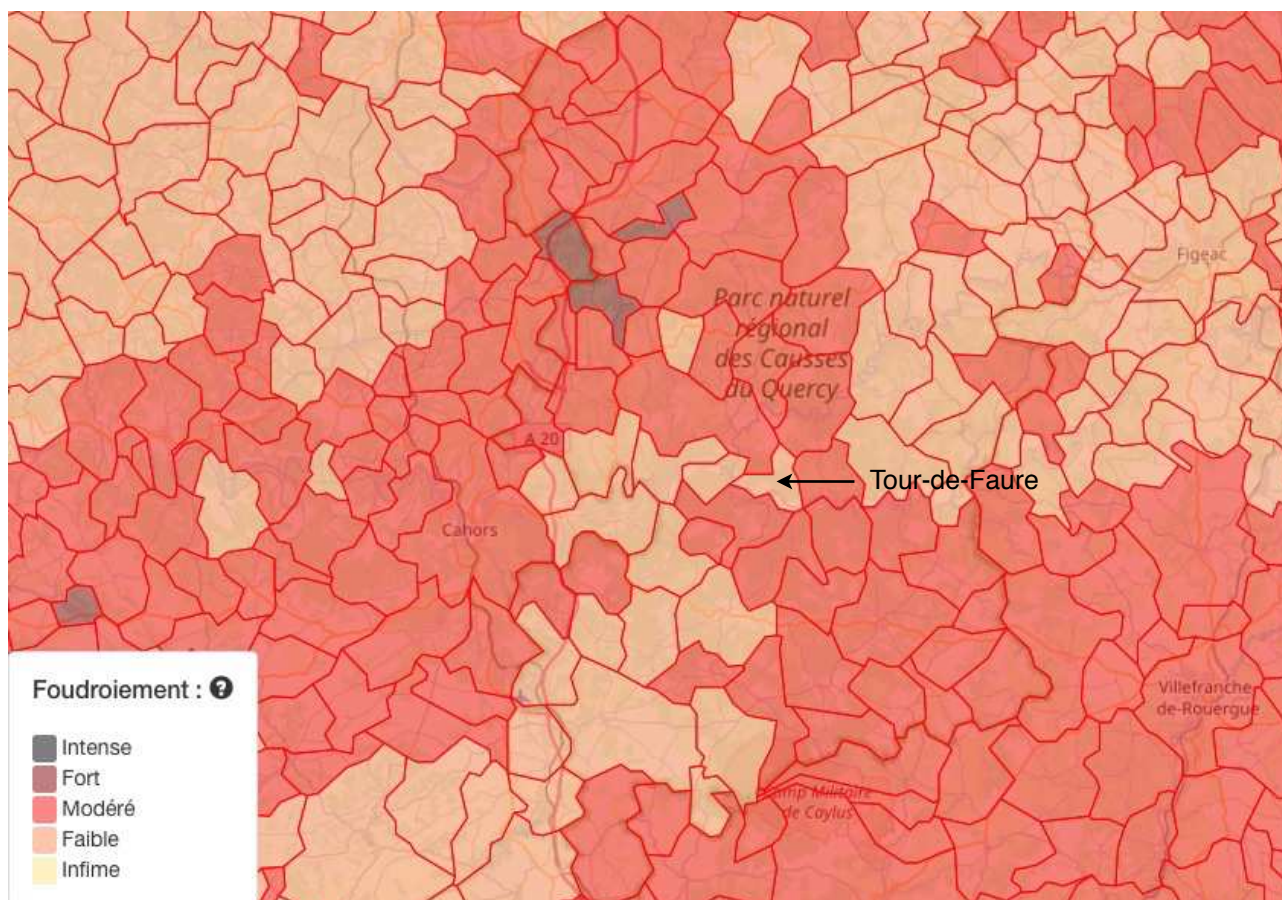 Figeac
Parc naturel
régional
des Causses
du Quercy
A 20
Tour-de-Faure
Cahors
Foudroiement : ?
Intense
Fort
Modéré
Faible
Infime
Villefranche-
de-Rouergue
Camp Militaire
de Caylus